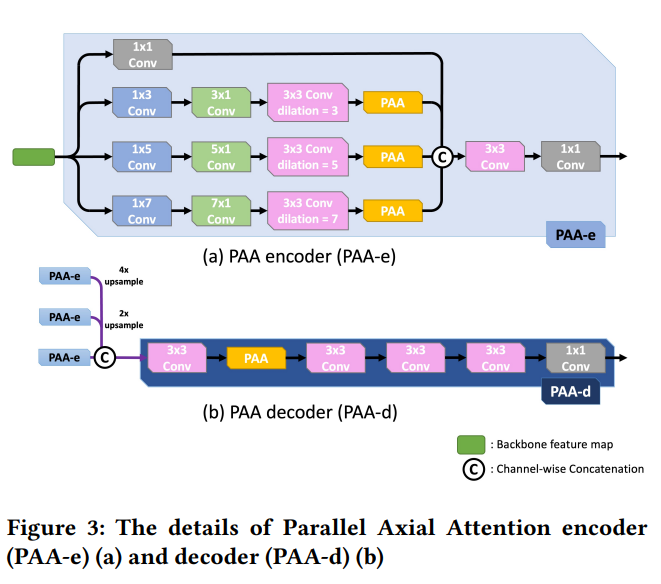 1x1
Conv
1x3
Conv
3x1
Conv
3x3 Conv
dilation = 3
PAA
1x5
Conv
5x1
Conv
3x3 Conv
dilation = 5
PAA
C
3x3
Conv
1x1
Conv
1x7
Conv
7x1
Conv
3x3 Conv
dilation = 7
PAA
PAA-e
(a) PAA encoder (PAA-e)
PAA-e
4x
upsample
PAA-e
2x
upsample
PAA-e
C
3x3
Conv
PAA
3x3
Conv
3x3
Conv
3x3
Conv
1x1
Conv
PAA-d
(b) PAA decoder (PAA-d)
: Backbone feature map
C : Channel-wise Concatenation
Figure 3: The details of Parallel Axial Attention encoder
(PAA-e) (a) and decoder (PAA-d) (b)